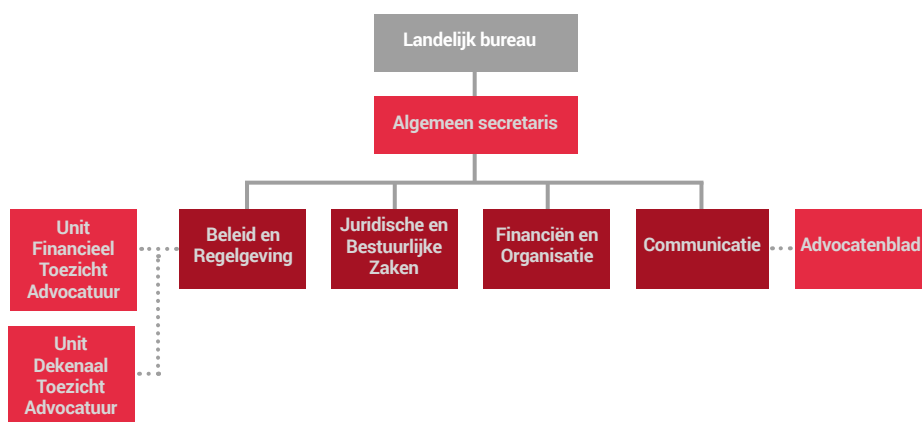 Landelijk bureau
Algemeen secretaris
Unit
Financieel
Toezicht
Advocatuur
Beleid en
Regelgeving
Juridische en
Bestuurlijke
Zaken
Financiën en
Organisatie
Communicatie
Advocatenblad
Unit
Dekenaal
Toezicht
Advocatuur